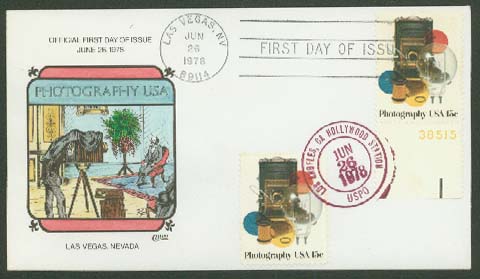 OFFICIAL FIRST DAY OF ISSUE
JUNE 26, 1978
PHOTOGRAPHY USA
LAS VEGAS, NEVADA
LAS VEGAS, NV
JUN
26
1978
89114
FIRST DAY OF ISSUE
Photography USA 15c
38515
LOS ANGELES, CA HOLLYWOOD STATION
JUN
26
1978
USPO
Photography USA 15c